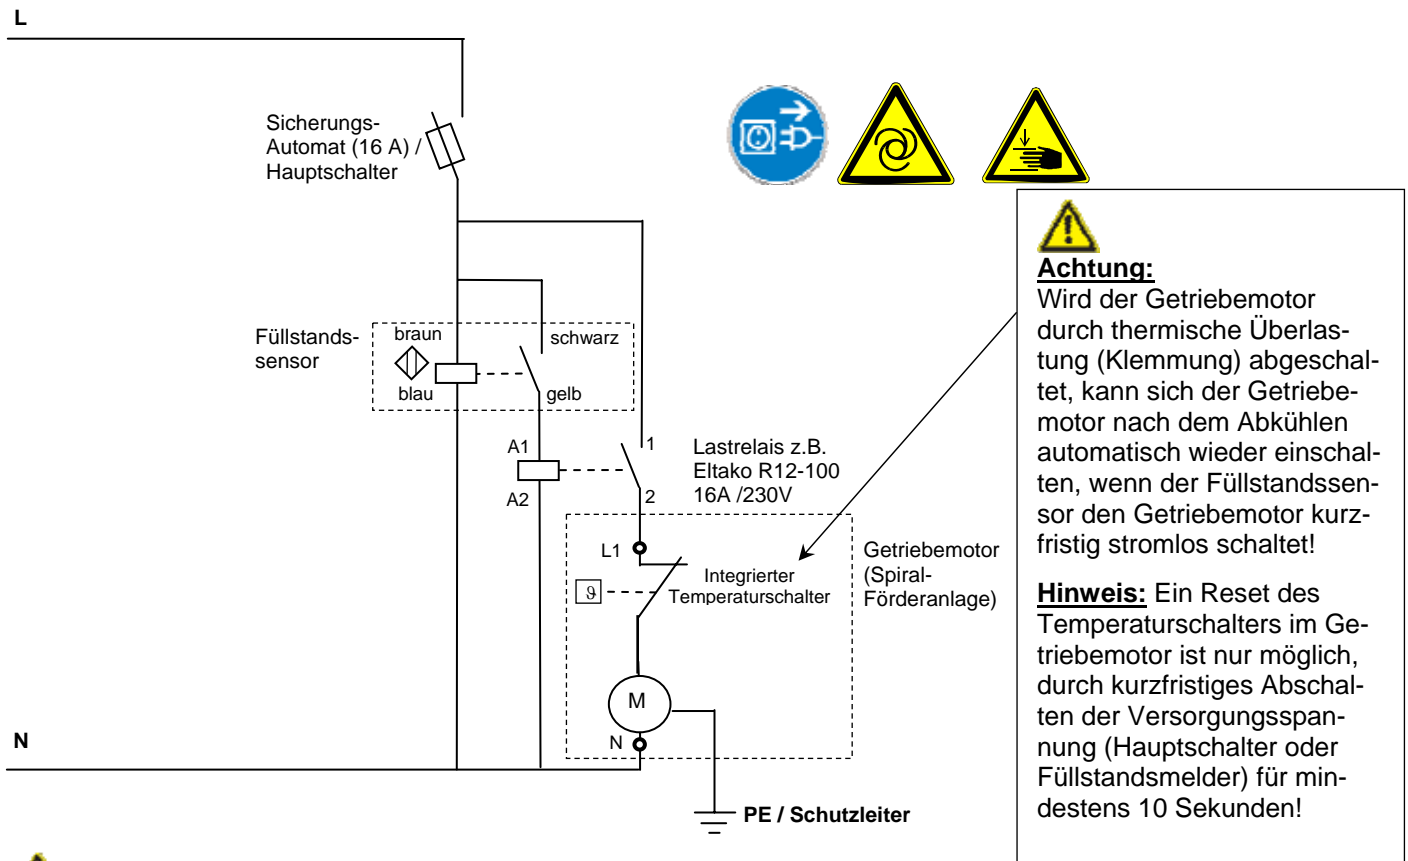 L
Sicherungs-
Automat (16 A) /
Hauptschalter
Füllstands-
sensor
braun
schwarz
blau
gelb
A1
A2
1
2
Lastrelais z.B.
Eltako R12-100
16A /230V
L1
ϑ
Integrierter
Temperaturschalter
Getriebemotor
(Spiral-
Förderanlage)
M
N
N
PE / Schutzleiter
Achtung:
Wird der Getriebemotor
durch thermische Überlas-
tung (Klemmung) abgeschal-
tet, kann sich der Getriebe-
motor nach dem Abkühlen
automatisch wieder einschal-
ten, wenn der Füllstandssen-
sor den Getriebemotor kurz-
fristig stromlos schaltet!
Hinweis: Ein Reset des
Temperaturschalters im Ge-
triebemotor ist nur möglich,
durch kurzfristiges Abschal-
ten der Versorgungsspan-
nung (Hauptschalter oder
Füllstandsmelder) für min-
destens 10 Sekunden!